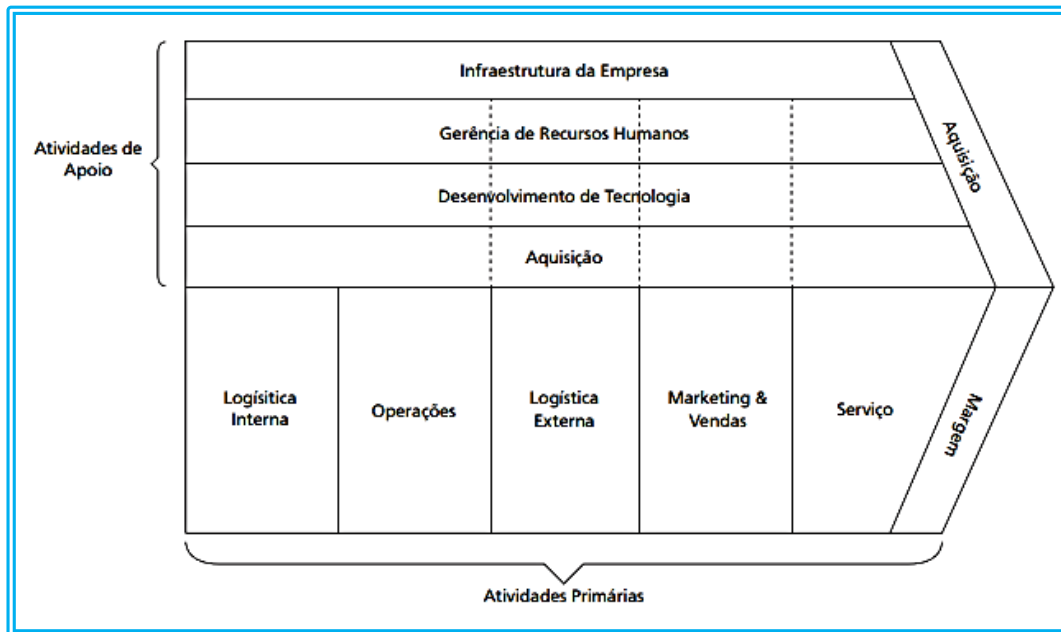 Infraestrutura da Empresa
Gerência de Recursos Humanos
Atividades de
Apoio
Desenvolvimento de Tecnologia
Aquisição
Aquisição
Logísitica
Interna
Operações
Logística
Externa
Marketing &
Vendas
Serviço
Margem
Atividades Primárias